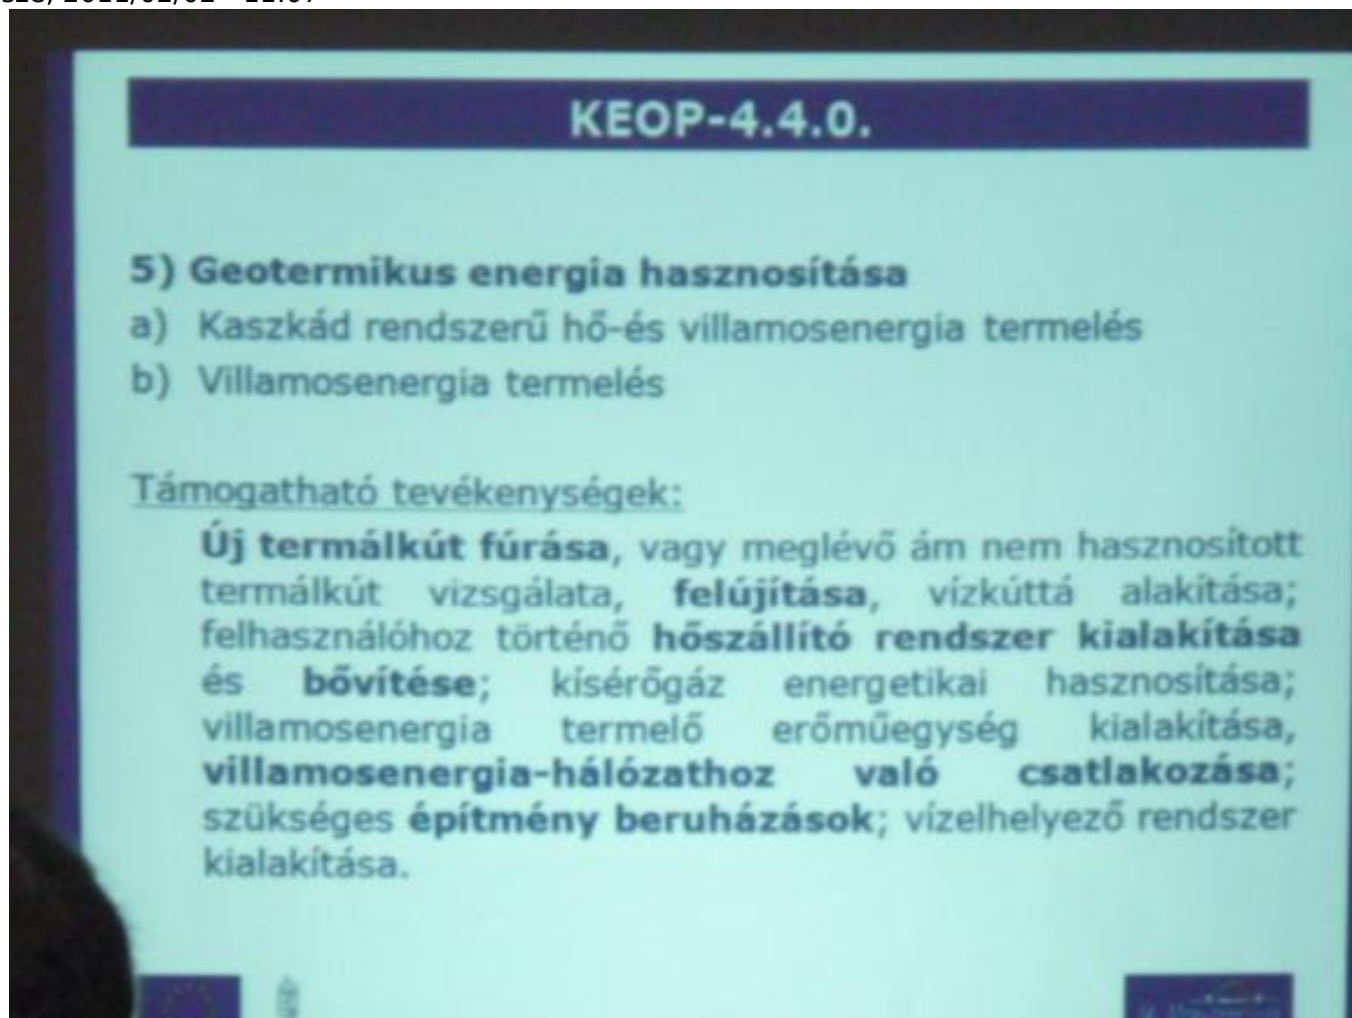 KEOP-4.4.0.
5) Geotermikus energia hasznosítása
a) Kaszkád rendszerű hő-és villamosenergia termelés
b) Villamosenergia termelés
Támogatható tevékenységek:
Új termálkút fúrása, vagy meglévő ám nem hasznosított
termálkút vizsgálata, felújítása, vízkúttá alakítása;
felhasználóhoz történő hőszállító rendszer kialakítása
és bővítése; kísérőgáz energetikai hasznosítása;
villamosenergia termelő erőműegység kialakítása,
villamosenergia-hálózathoz való csatlakozása;
szükséges építmény beruházások; vízelhelyező rendszer
kialakítása.